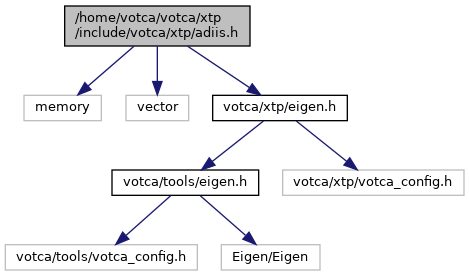 /home/votca/votca/xtp
/include/votca/xtp/adiis.h
memory
vector
votca/xtp/eigen.h
votca/tools/eigen.h
votca/xtp/votca_config.h
votca/tools/votca_config.h
Eigen/Eigen